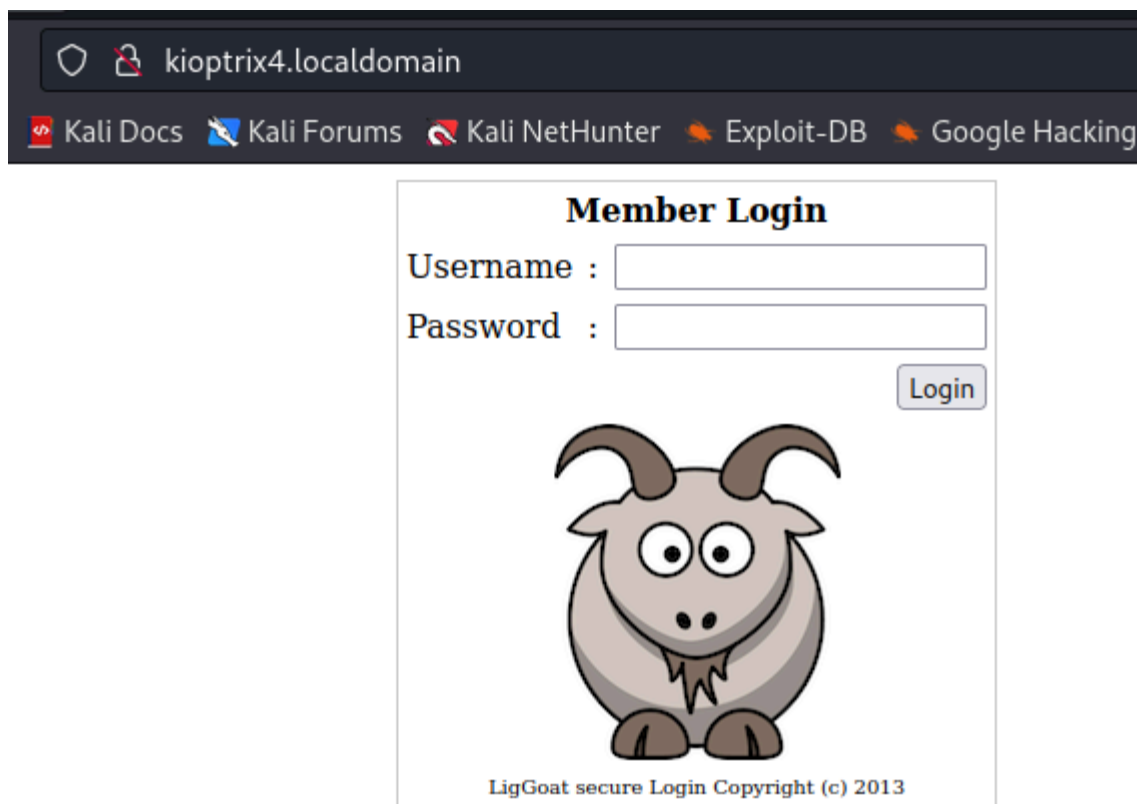 kioptrix4.localdomain
Kali Docs Kali Forums Kali NetHunter Exploit-DB Google Hacking
Member Login
Username :
Password :
Login
LigGoat secure Login Copyright (c) 2013